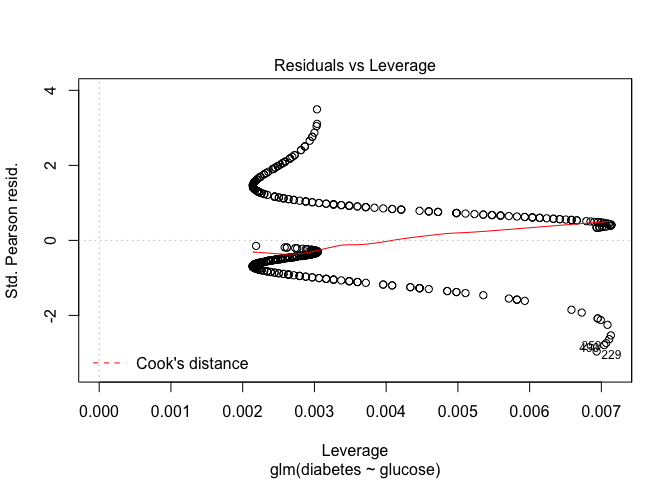 Residuals vs Leverage
Std. Pearson resid.
4
2
0
-2
229
Cook's distance
0.000 0.001 0.002 0.003 0.004 0.005 0.006 0.007
Leverage
glm(diabetes ~ glucose)